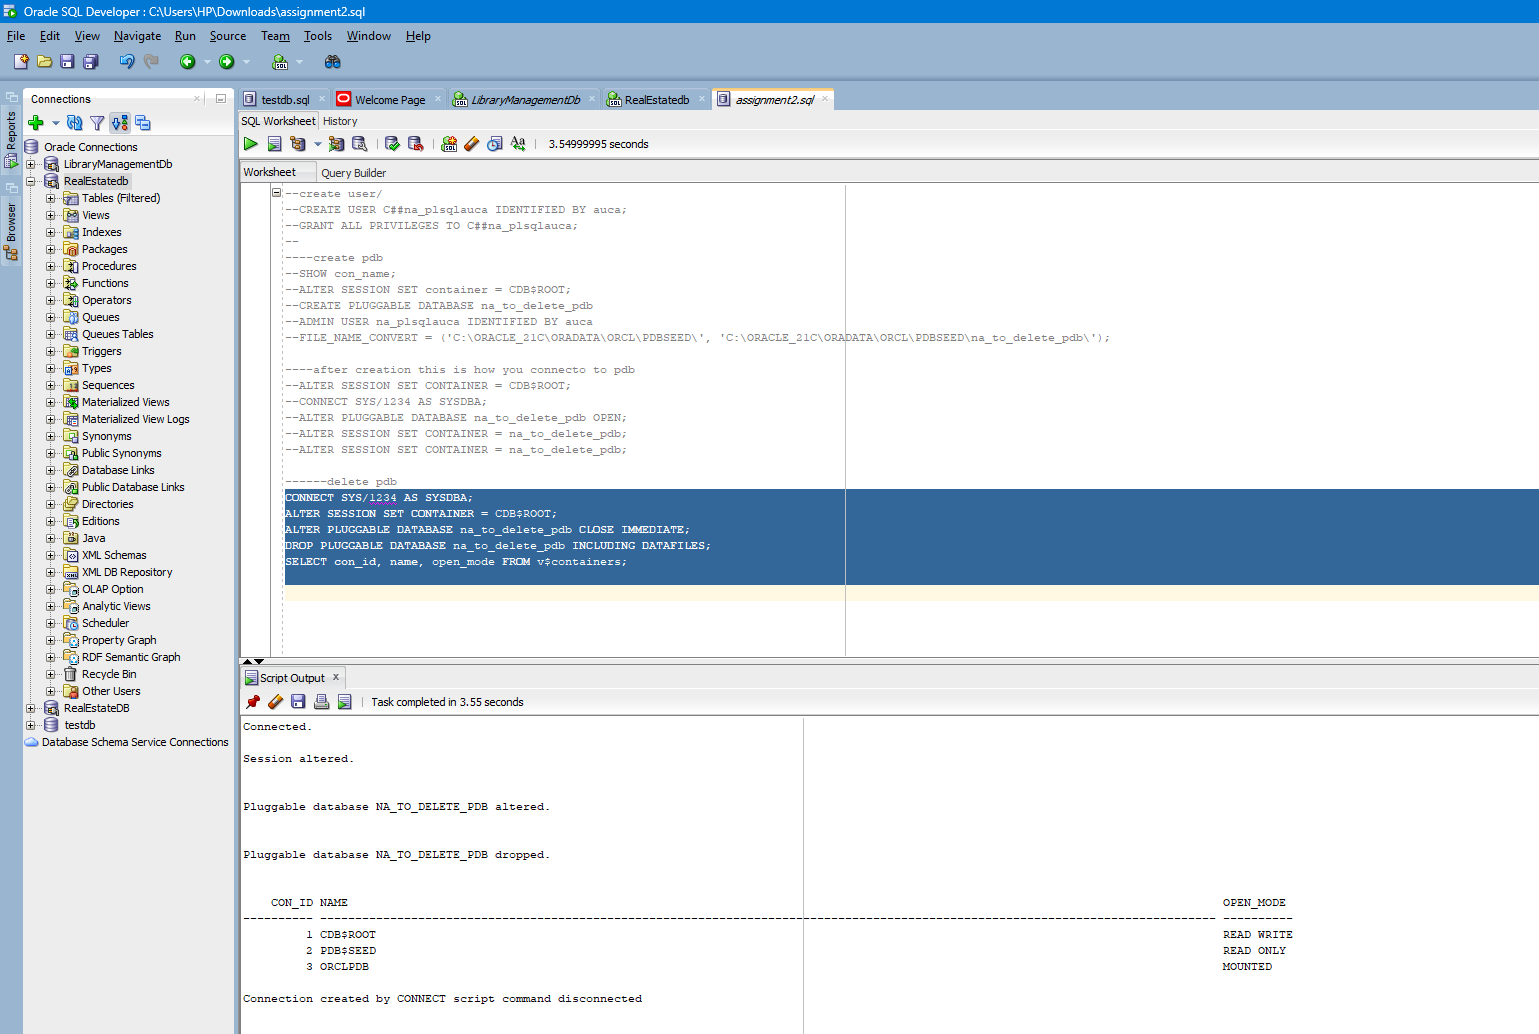 Oracle SQL Developer : C:\Users\HP\Downloads\assignment2.sql
File Edit View Navigate Run Source Team Tools Window Help
Reports
Browser
Connections
Oracle Connections
LibraryManagementDb
RealEstatedb
Tables (Filtered)
Views
Indexes
Packages
Procedures
Functions
Operators
Queues
Queues Tables
Triggers
Types
Sequences
Materialized Views
Materialized View Logs
Synonyms
Public Synonyms
Database Links
Public Database Links
Directories
Editions
Java
XML Schemas
XML DB Repository
OLAP Option
Analytic Views
Scheduler
Property Graph
RDF Semantic Graph
Recycle Bin
Other Users
RealEstateDB
testdb
Database Schema Service Connections
testdb.sql Welcome Page LibraryManagementDb RealEstatedb assignment2.sql
SQL Worksheet History
3.54999995 seconds
Worksheet Query Builder
--create user/
--CREATE USER C##na_plsqlauca IDENTIFIED BY auca;
--GRANT ALL PRIVILEGES TO C##na_plsqlauca;
--
----create pdb
--SHOW con_name;
--ALTER SESSION SET container = CDB$ROOT;
--CREATE PLUGGABLE DATABASE na_to_delete_pdb
--ADMIN USER na_plsqlauca IDENTIFIED BY auca
--FILE_NAME_CONVERT = ('C:\ORACLE_21C\ORADATA\ORCL\PDBSEED\', 'C:\ORACLE_21C\ORADATA\ORCL\PDBSEED\na_to_delete_pdb\');
----after creation this is how you connecto to pdb
--ALTER SESSION SET CONTAINER = CDB$ROOT;
--CONNECT SYS/1234 AS SYSDBA;
--ALTER PLUGGABLE DATABASE na_to_delete_pdb OPEN;
--ALTER SESSION SET CONTAINER = na_to_delete_pdb;
--ALTER SESSION SET CONTAINER = na_to_delete_pdb;
------delete pdb
CONNECT SYS/1234 AS SYSDBA;
ALTER SESSION SET CONTAINER = CDB$ROOT;
ALTER PLUGGABLE DATABASE na_to_delete_pdb CLOSE IMMEDIATE;
DROP PLUGGABLE DATABASE na_to_delete_pdb INCLUDING DATAFILES;
SELECT con_id, name, open_mode FROM v$containers;
Script Output
Task completed in 3.55 seconds
Connected.
Session altered.
Pluggable database NA_TO_DELETE_PDB altered.
Pluggable database NA_TO_DELETE_PDB dropped.
CON_ID NAME OPEN_MODE
1 CDB$ROOT READ WRITE
2 PDB$SEED READ ONLY
3 ORCLPDB MOUNTED
Connection created by CONNECT script command disconnected